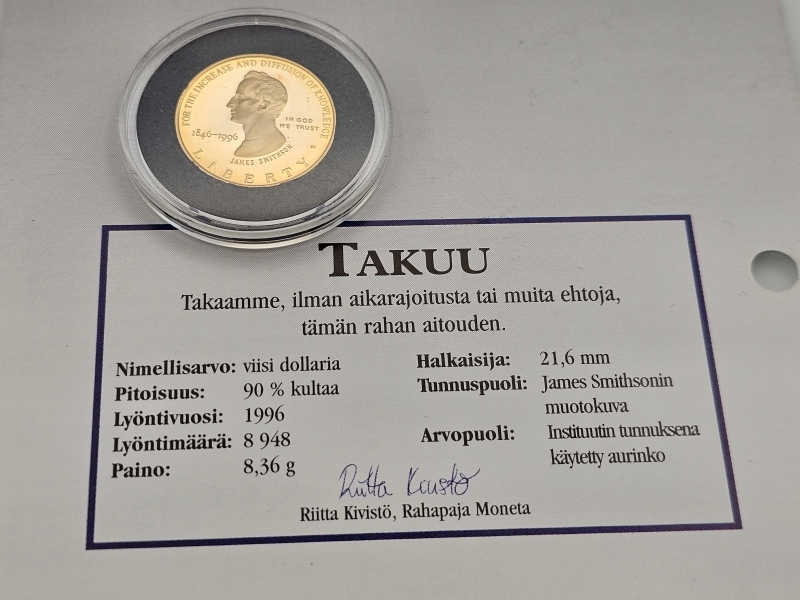 FOR THE INCREASE AND DIFFUSION OF KNOWLEDGE
IN GOD
WE TRUST
1846-1996
JAMES SMITHSON
LIBERTY
TAKUU
Takaamme, ilman aikarajoitusta tai muita ehtoja,
tämän rahan aitouden.
Nimellisarvo: viisi dollaria
Pitoisuus: 90 % kultaa
Lyöntivuosi: 1996
Lyöntimäärä: 8 948
Paino: 8,36 g
Halkaisija: 21,6 mm
Tunnuspuoli: James Smithsonin
muotokuva
Arvopuoli: Instituutin tunnuksena
käytetty aurinko
Riitta Kivistö
Riitta Kivistö, Rahapaja Moneta